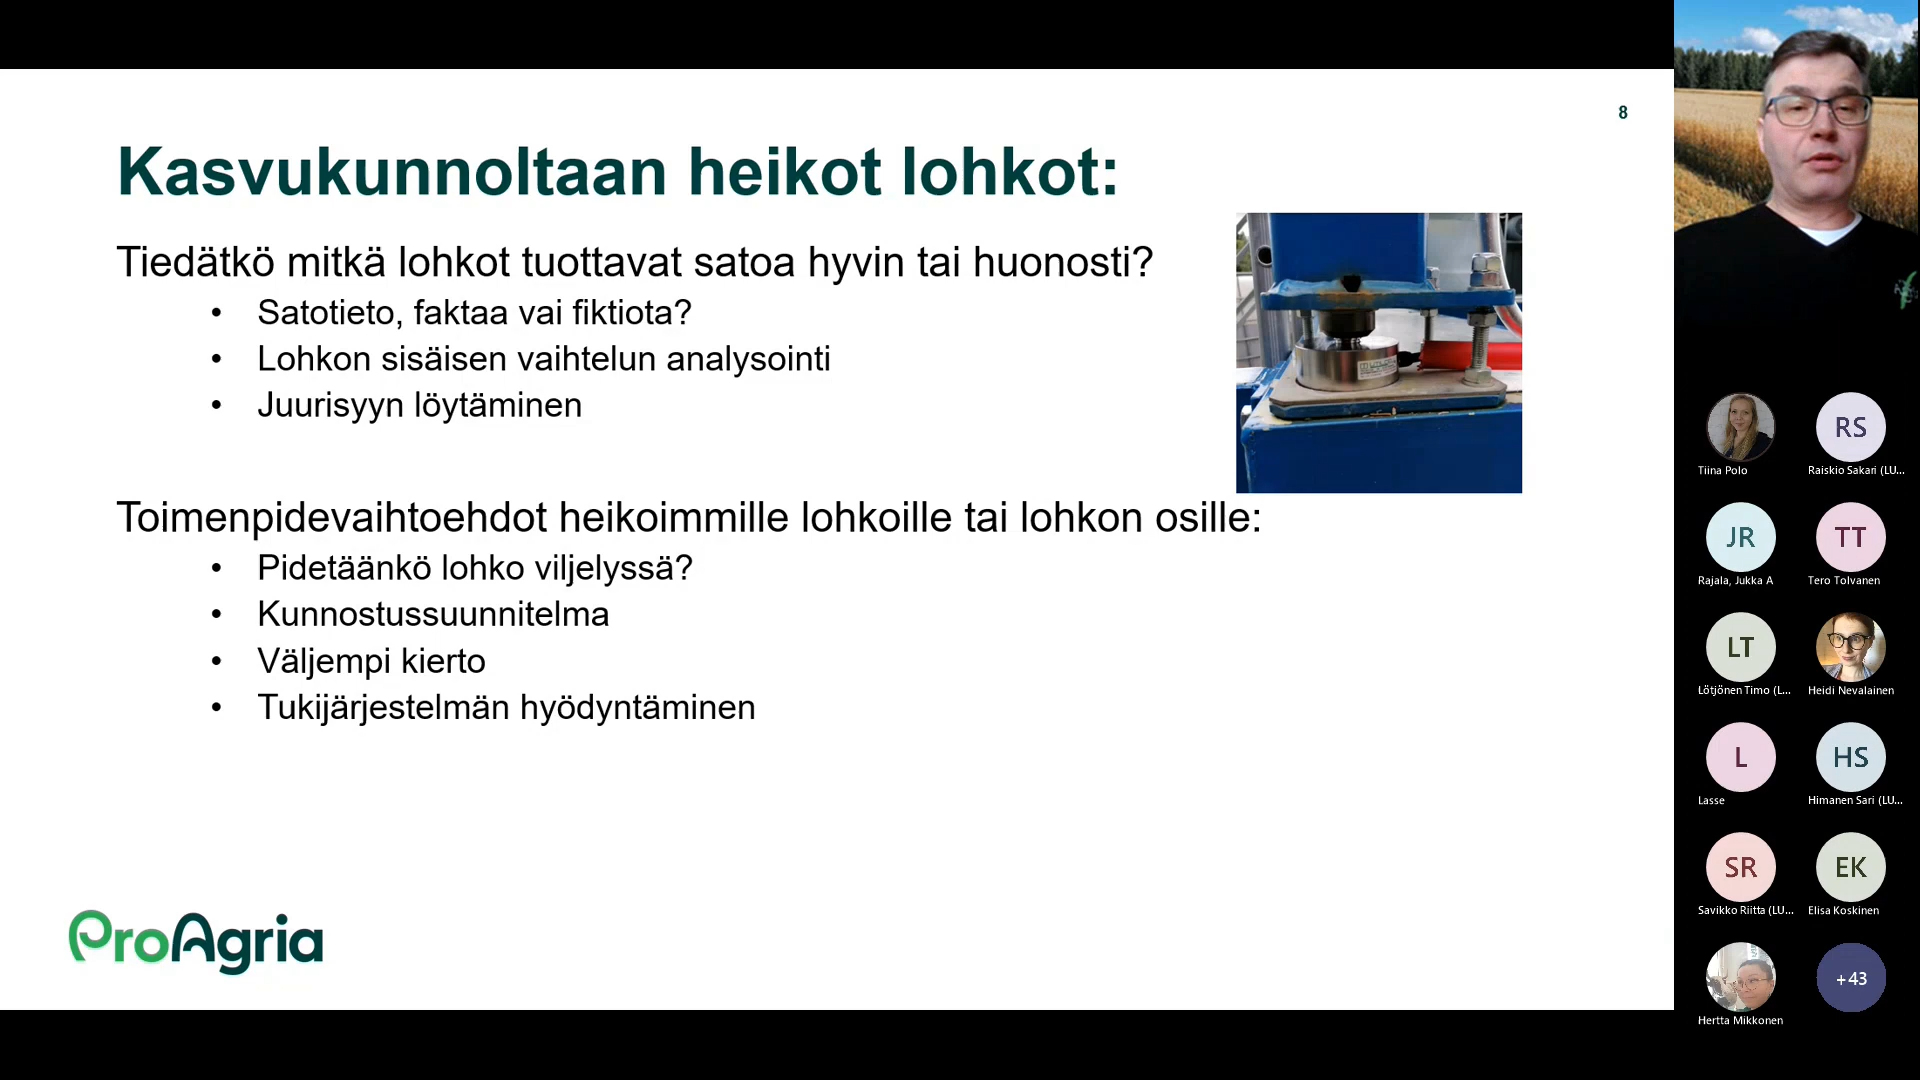 8
Kasvukunnoltaan heikot lohkot:
Tiedätkö mitkä lohkot tuottavat satoa hyvin tai huonosti?
• Satotieto, faktaa vai fiktiota?
• Lohkon sisäisen vaihtelun analysointi
• Juurisyyn löytäminen
Toimenpidevaihtoehdot heikoimmille lohkoille tai lohkon osille:
• Pidetäänkö lohko viljelyssä?
• Kunnostussuunnitelma
• Väljempi kierto
• Tukijärjestelmän hyödyntäminen
ProAgria
Tiina Polo
RS
Raiskio Sakari (LU...
JR
Rajala, Jukka A
TT
Tero Tolvanen
LT
Lötjönen Timo (L...
Heidi Nevalainen
L
Lasse
HS
Himanen Sari (LU...
SR
Savikko Riitta (LU...
EK
Elisa Koskinen
Hertta Mikkonen
+43